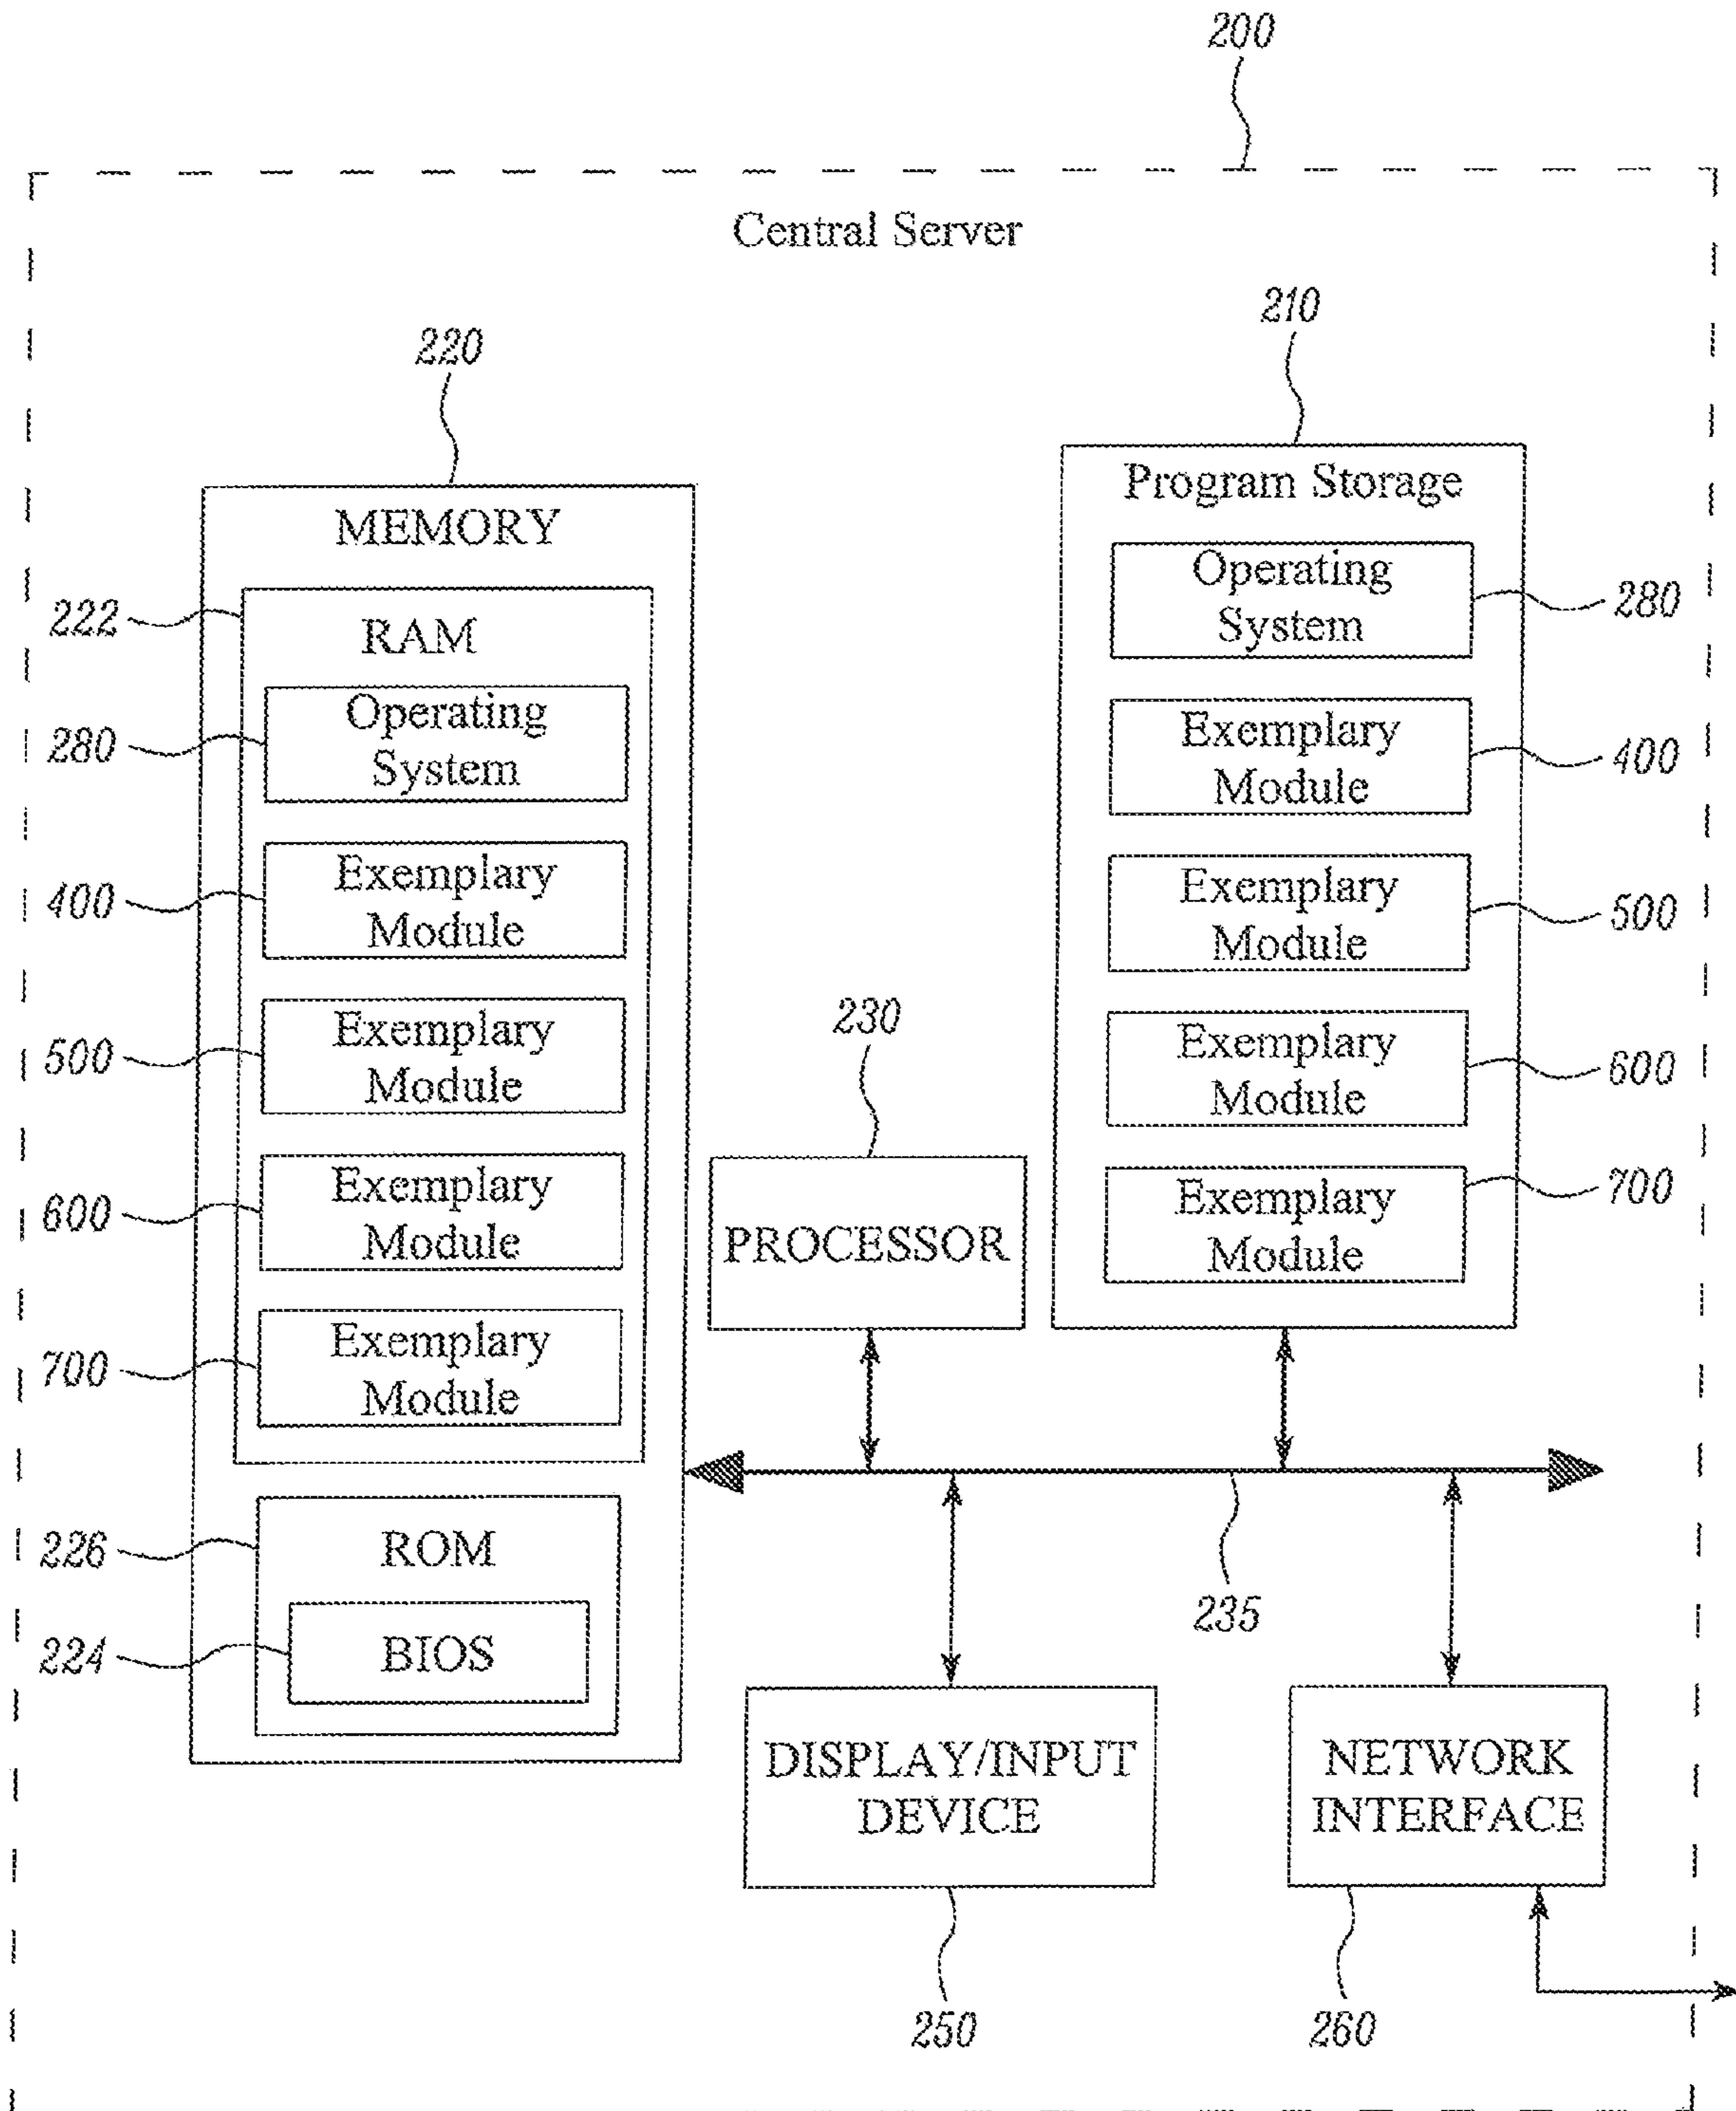 200
Central Server
210
220
Program Storage
MEMORY
Operating
System
280
222
RAM
Operating
System
280
Exemplary
Module
400
Exemplary
Module
400
Exemplary
Module
500
Exemplary
Module
500
Exemplary
Module
600
Exemplary
Module
600
Exemplary
Module
700
Exemplary
Module
700
230
PROCESSOR
226
ROM
224
BIOS
235
DISPLAY/INPUT
DEVICE
NETWORK
INTERFACE
250
260